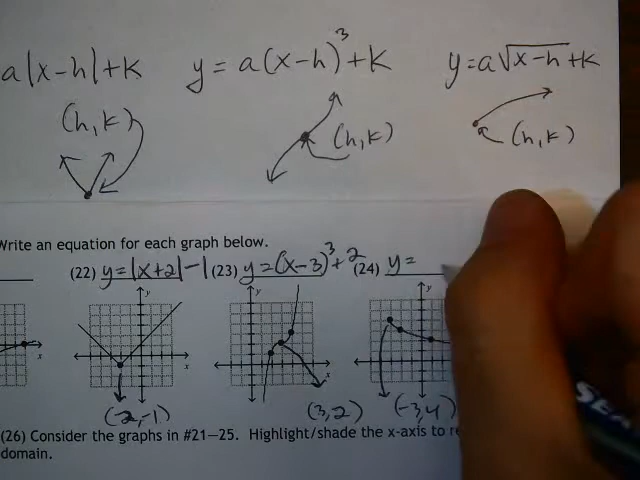 a|x-h|+k y = a(x-h)³+k y=a√x-h+k
(h,k) (h,k) (h,k)
Write an equation for each graph below.
(22) y=|x+2|-1 (23) y=(x-3)³+2 (24) y=
y y y
x x x
(-2,-1) (3,2) (-3,4)
(26) Consider the graphs in #21—25. Highlight/shade the x-axis to
domain.